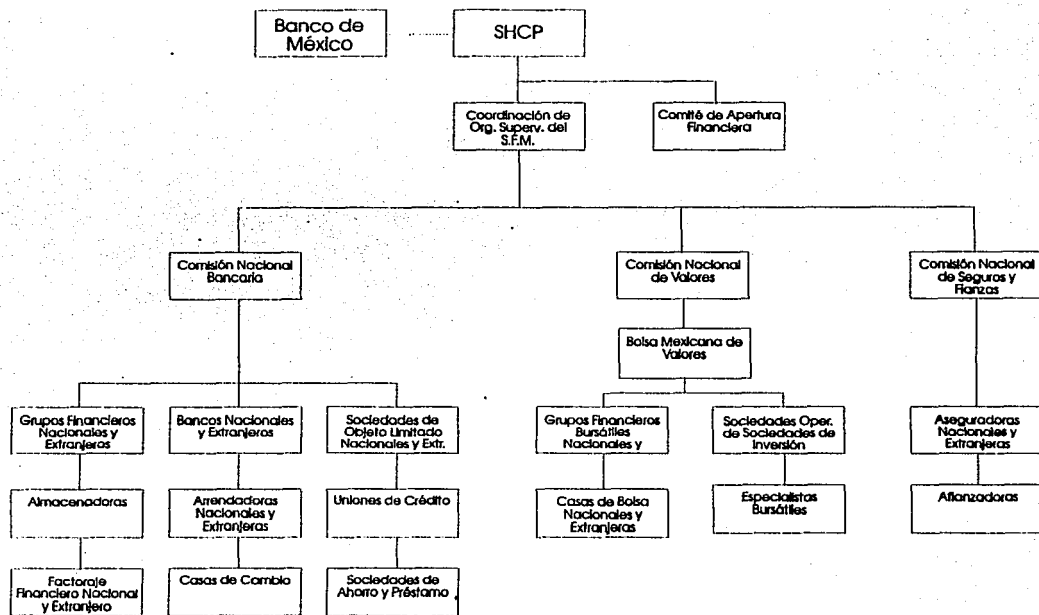 Banco de
México
SHCP
Coordinación de
Org. Superv. del
S.F.M.
Comité de Apertura
Financiera
Comisión Nacional
Bancaria
Comisión Nacional
de Valores
Comisión Nacional
de Seguros y
Fianzas
Bolsa Mexicana de
Valores
Grupos Financieros
Nacionales y
Extranjeros
Bancos Nacionales
y Extranjeros
Sociedades de
Objeto Limitado
Nacionales y Extr.
Grupos Financieros
Bursátiles
Nacionales y
Sociedades Oper.
de Sociedades de
Inversión
Aseguradoras
Nacionales y
Extranjeras
Almacenadoras
Arrendadoras
Nacionales y
Extranjeras
Uniones de Crédito
Casas de Bolsa
Nacionales y
Extranjeras
Especialistas
Bursátiles
Afianzadoras
Factoraje
Financiero Nacional
y Extranjero
Casas de Cambio
Sociedades de
Ahorro y Préstamo